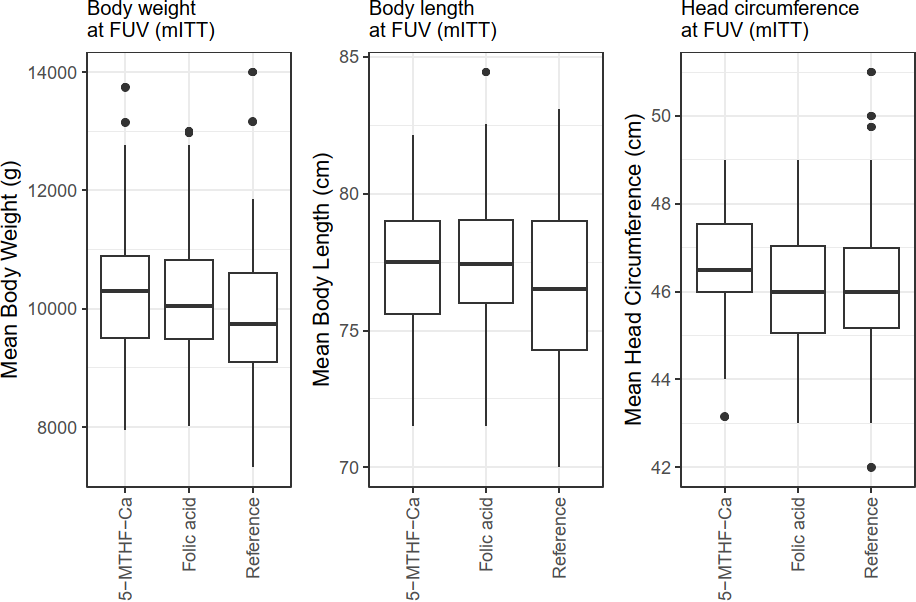 Body weight
at FUV (mITT)
Mean Body Weight (g)
14000
12000
10000
8000
5−MTHF−Ca
Folic acid
Reference
Body length
at FUV (mITT)
Mean Body Length (cm)
85
80
75
70
5−MTHF−Ca
Folic acid
Reference
Head circumference
at FUV (mITT)
Mean Head Circumference (cm)
50
48
46
44
42
5−MTHF−Ca
Folic acid
Reference